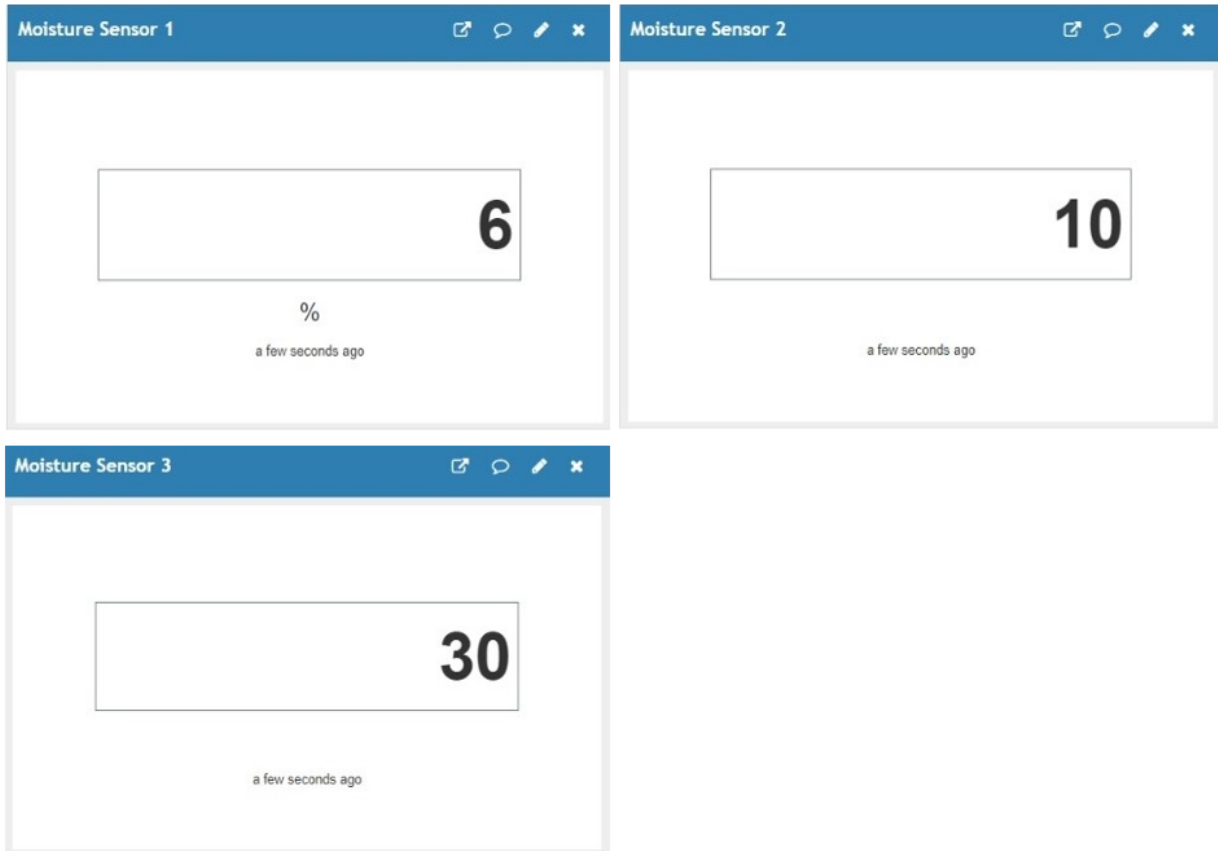 Moisture Sensor 1
6
%
a few seconds ago
Moisture Sensor 2
10
a few seconds ago
Moisture Sensor 3
30
a few seconds ago